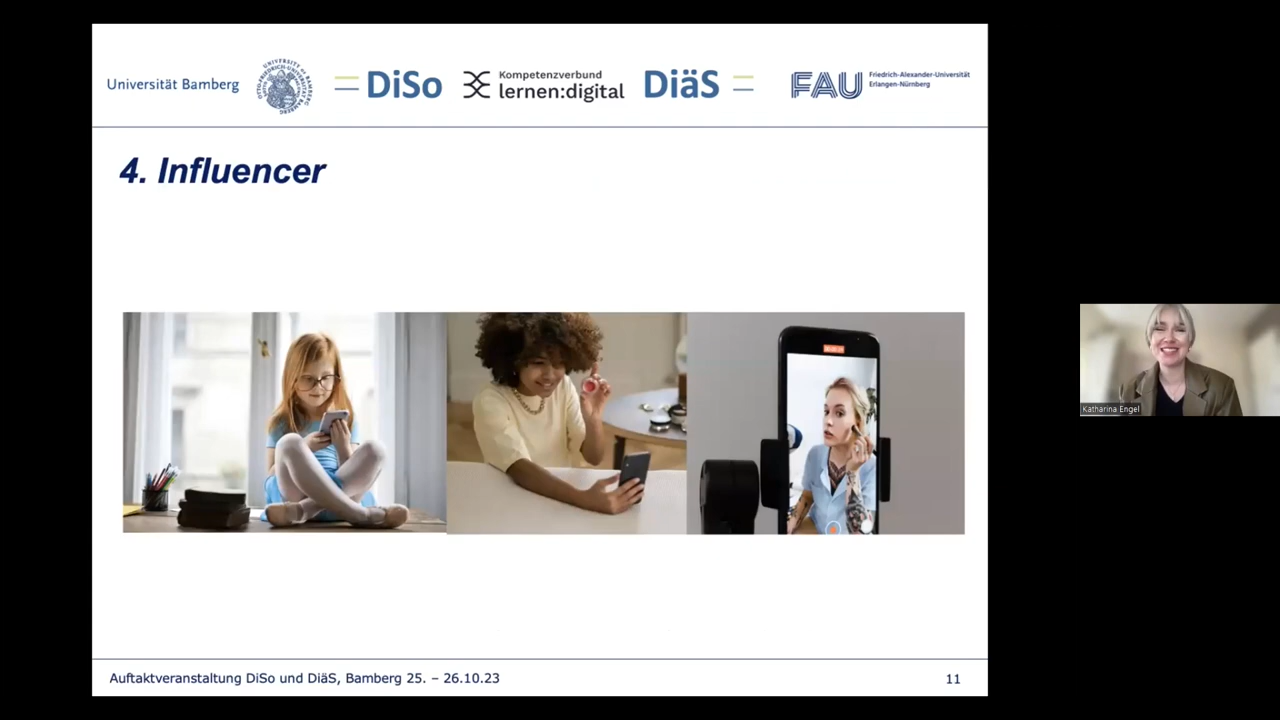 Universität Bamberg
DiSo
Kompetenzverbund
lernen:digital
DiäS
FAU
Friedrich-Alexander-Universität
Erlangen-Nürnberg
4. Influencer
Katharina Engel
Auftaktveranstaltung DiSo und DiäS, Bamberg 25. – 26.10.23
11